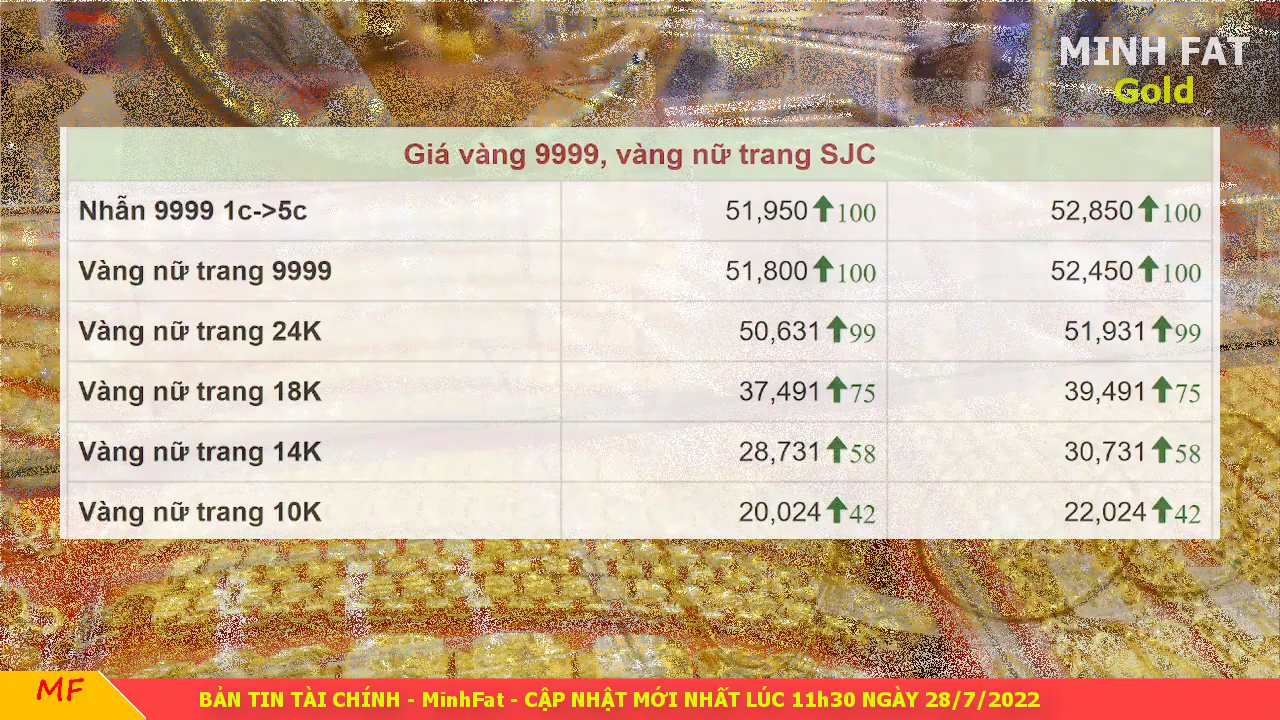 MINH FAT
Gold
Giá vàng 9999, vàng nữ trang SJC
Nhẫn 9999 1c->5c 51,950 ⬆100 52,850 ⬆100
Vàng nữ trang 9999 51,800 ⬆100 52,450 ⬆100
Vàng nữ trang 24K 50,631 ⬆99 51,931 ⬆99
Vàng nữ trang 18K 37,491 ⬆75 39,491 ⬆75
Vàng nữ trang 14K 28,731 ⬆58 30,731 ⬆58
Vàng nữ trang 10K 20,024 ⬆42 22,024 ⬆42
MF
BẢN TIN TÀI CHÍNH - MinhFat - CẬP NHẬT MỚI NHẤT LÚC 11h30 NGÀY 28/7/2022